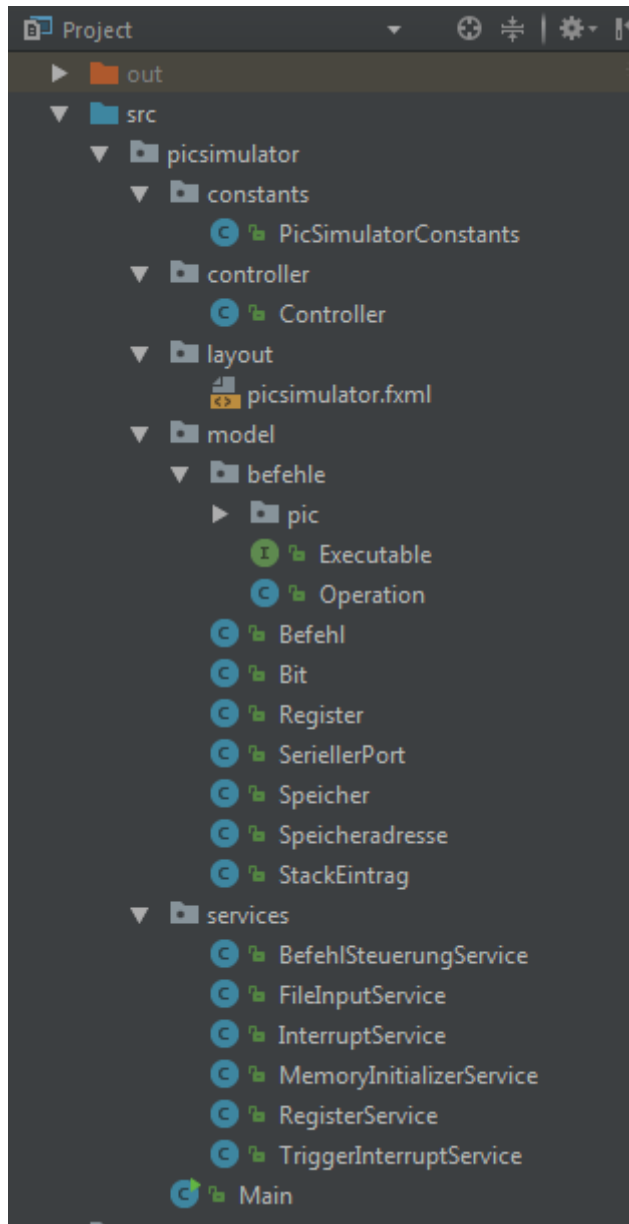 Project
out
src
picsimulator
constants
PicSimulatorConstants
controller
Controller
layout
picsimulator.fxml
model
befehle
pic
Executable
Operation
Befehl
Bit
Register
SeriellerPort
Speicher
Speicheradresse
StackEintrag
services
BefehlSteuerungService
FileInputService
InterruptService
MemoryInitializerService
RegisterService
TriggerInterruptService
Main